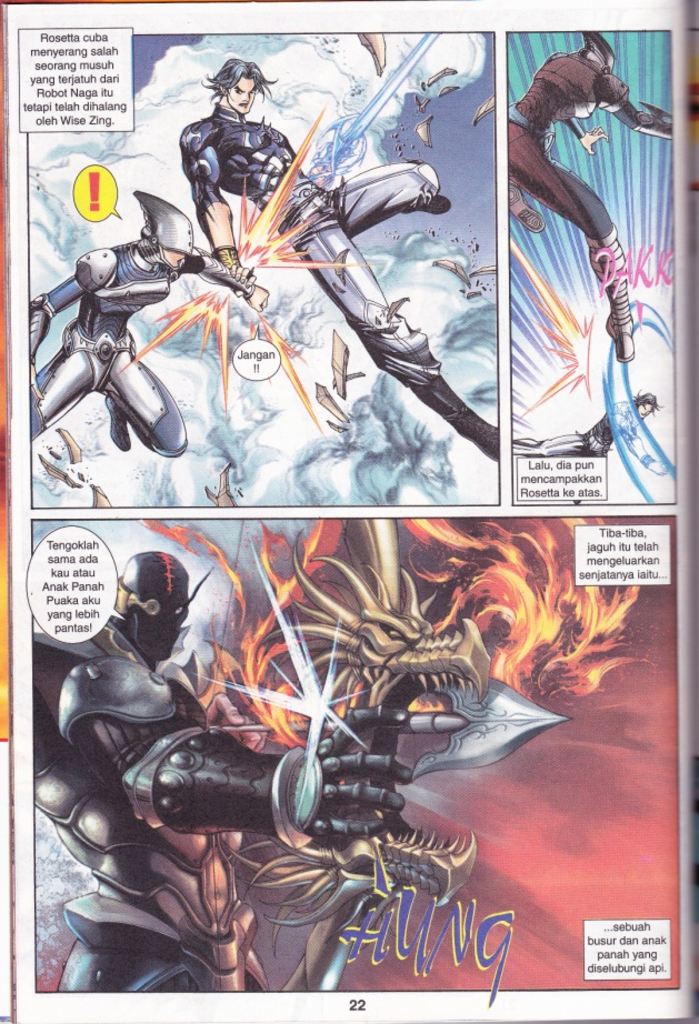 Rosetta cuba
menyerang salah
seorang musuh
yang terjatuh dari
Robot Naga itu
tetapi telah dihalang
oleh Wise Zing.
!
Jangan
!!
PAKK
Lalu, dia pun
mencampakkan
Rosetta ke atas.
Tengoklah
sama ada
kau atau
Anak Panah
Puaka aku
yang lebih
pantas!
Tiba-tiba,
jaguh itu telah
mengeluarkan
senjatanya iaitu...
HUNG
...sebuah
busur dan anak
panah yang
diselubungi api.
22